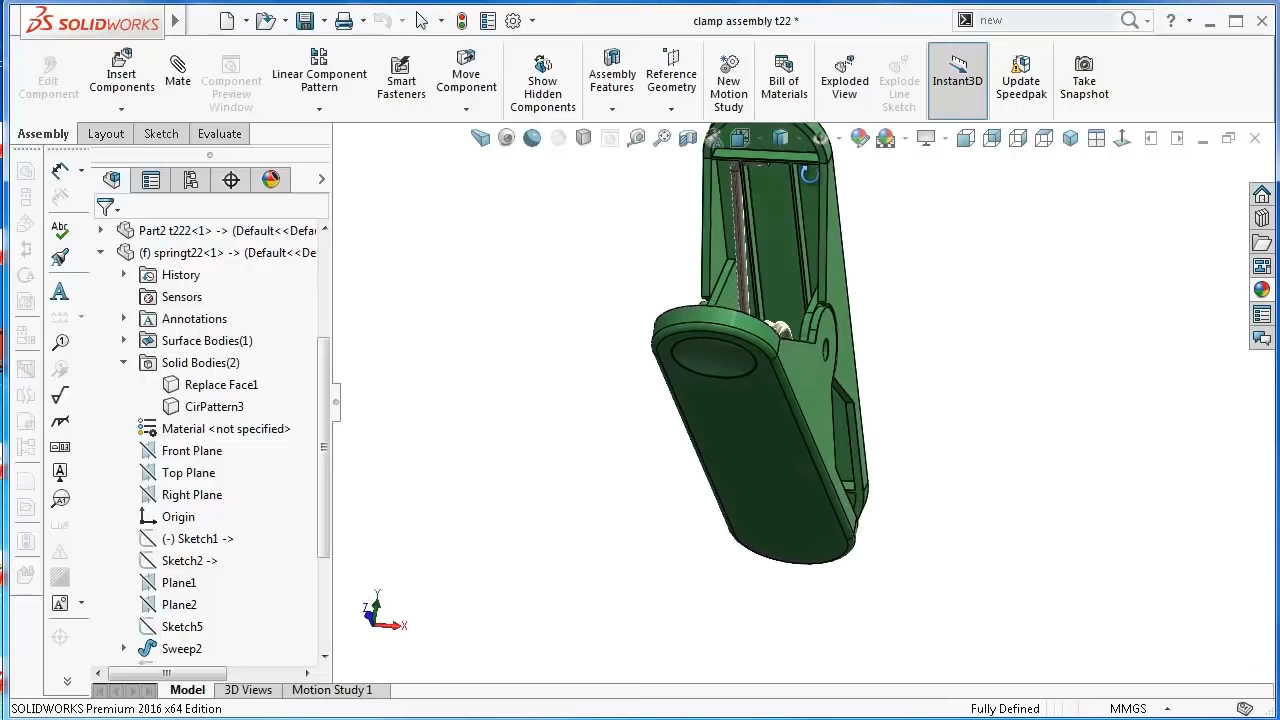 SOLIDWORKS
clamp assembly t22 *
new
Edit Component
Insert Components
Mate
Component Preview Window
Linear Component Pattern
Smart Fasteners
Move Component
Show Hidden Components
Assembly Features
Reference Geometry
New Motion Study
Bill of Materials
Exploded View
Explode Line Sketch
Instant3D
Update Speedpak
Take Snapshot
Assembly
Layout
Sketch
Evaluate
Part2 t222<1> -> (Default<<Defau
(f) springt22<1> -> (Default<<De
History
Sensors
Annotations
Surface Bodies(1)
Solid Bodies(2)
Replace Face1
CirPattern3
Material <not specified>
Front Plane
Top Plane
Right Plane
Origin
(-) Sketch1 ->
Sketch2 ->
Plane1
Plane2
Sketch5
Sweep2
Abc
Y
Z
X
Model
3D Views
Motion Study 1
SOLIDWORKS Premium 2016 x64 Edition
Fully Defined
MMGS